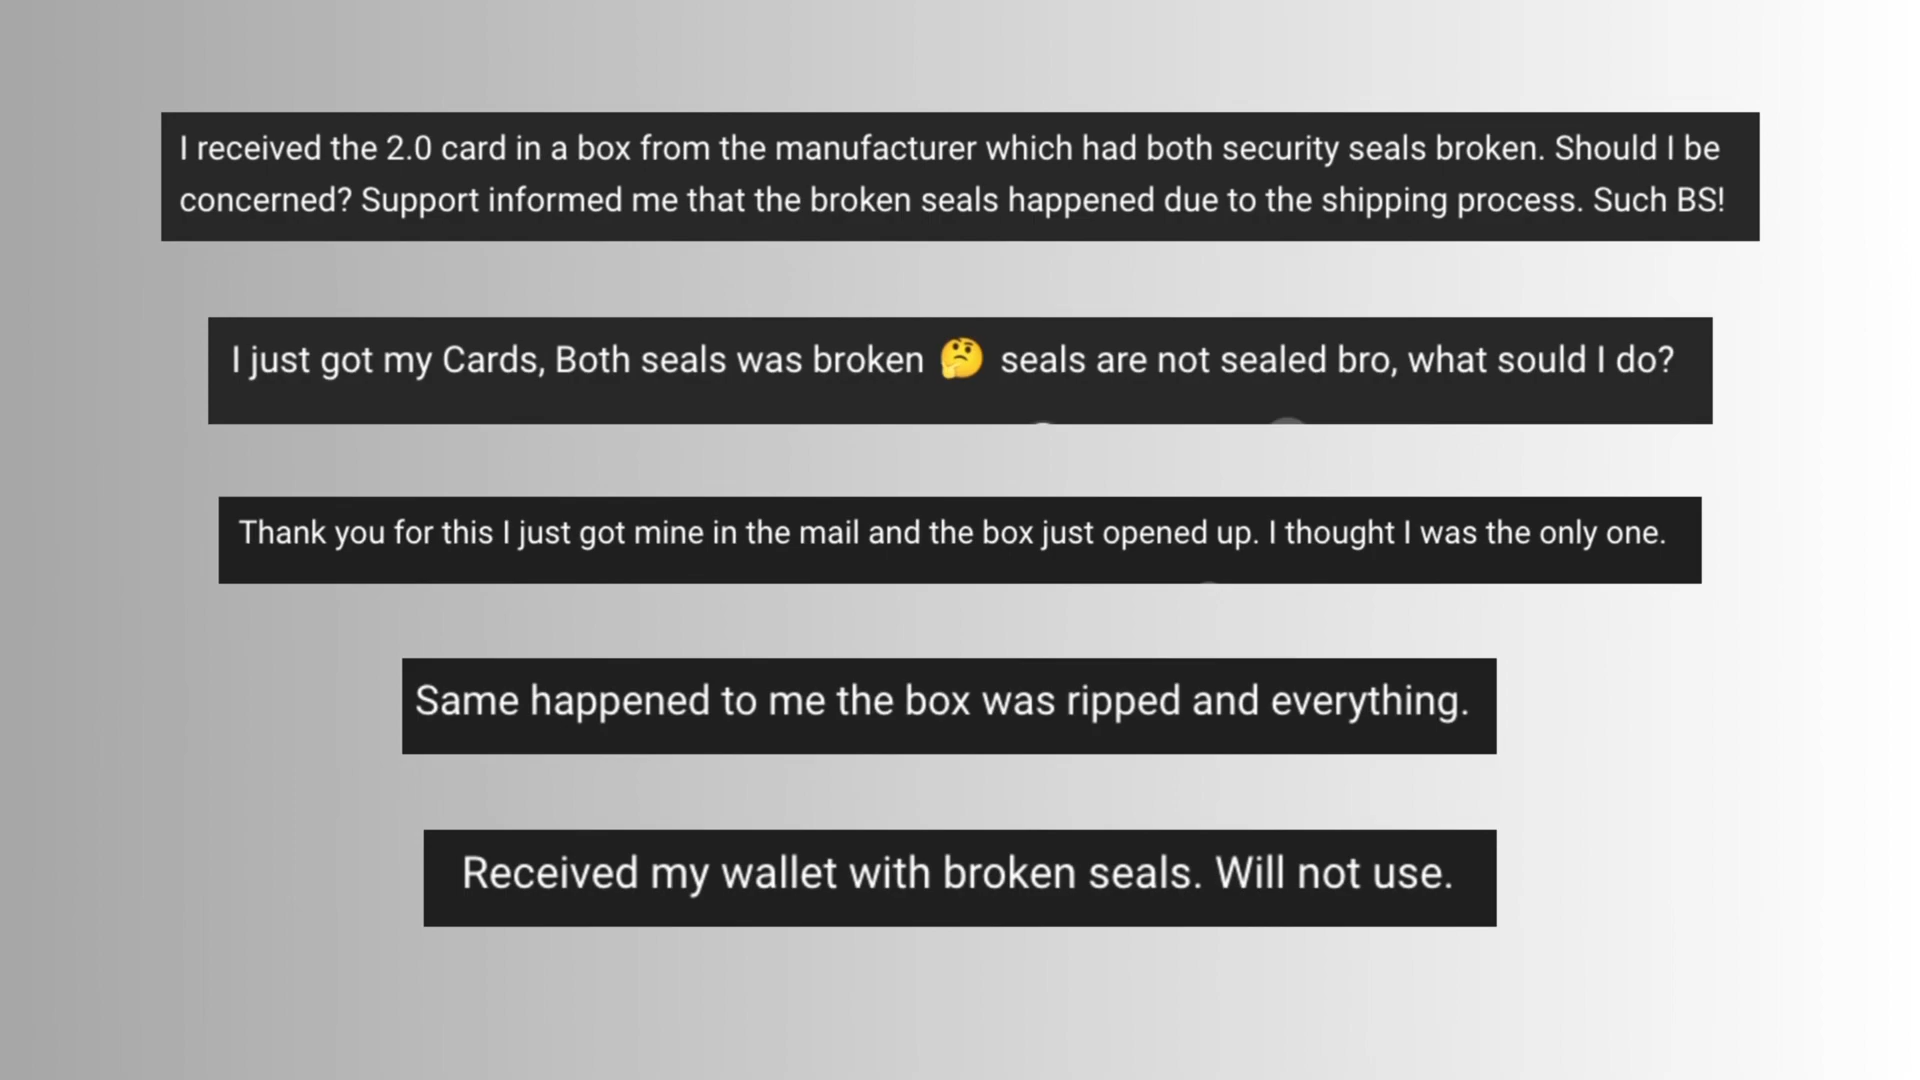 I received the 2.0 card in a box from the manufacturer which had both security seals broken. Should I be
concerned? Support informed me that the broken seals happened due to the shipping process. Such BS!
I just got my Cards, Both seals was broken 🤔 seals are not sealed bro, what sould I do?
Thank you for this I just got mine in the mail and the box just opened up. I thought I was the only one.
Same happened to me the box was ripped and everything.
Received my wallet with broken seals. Will not use.